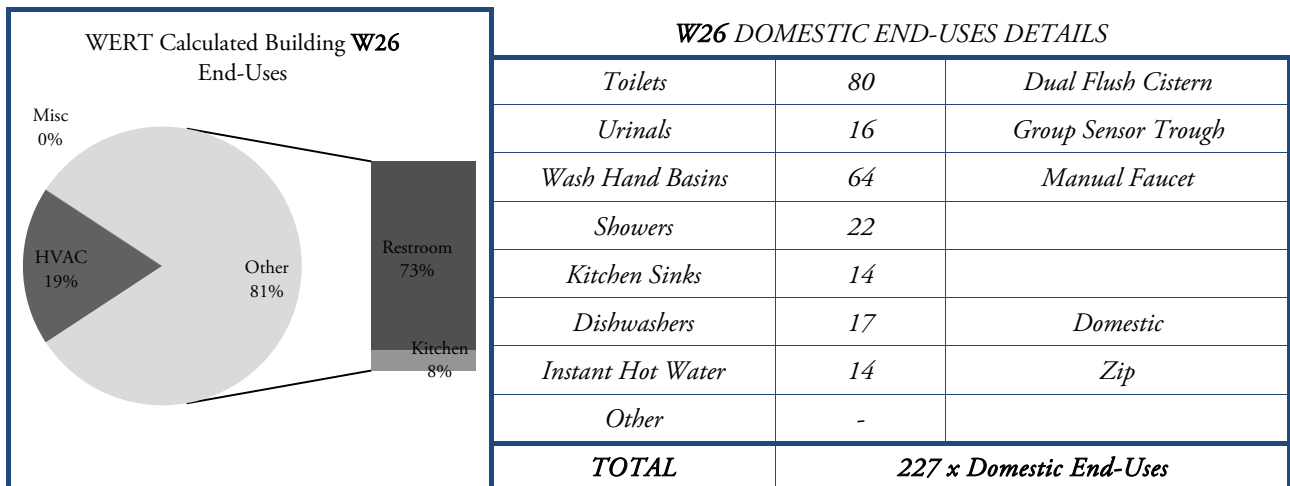 WERT Calculated Building W26
End-Uses
Misc
0%
HVAC
19%
Other
81%
Restroom
73%
Kitchen
8%
W26 DOMESTIC END-USES DETAILS
Toilets 80 Dual Flush Cistern
Urinals 16 Group Sensor Trough
Wash Hand Basins 64 Manual Faucet
Showers 22
Kitchen Sinks 14
Dishwashers 17 Domestic
Instant Hot Water 14 Zip
Other -
TOTAL 227 x Domestic End-Uses